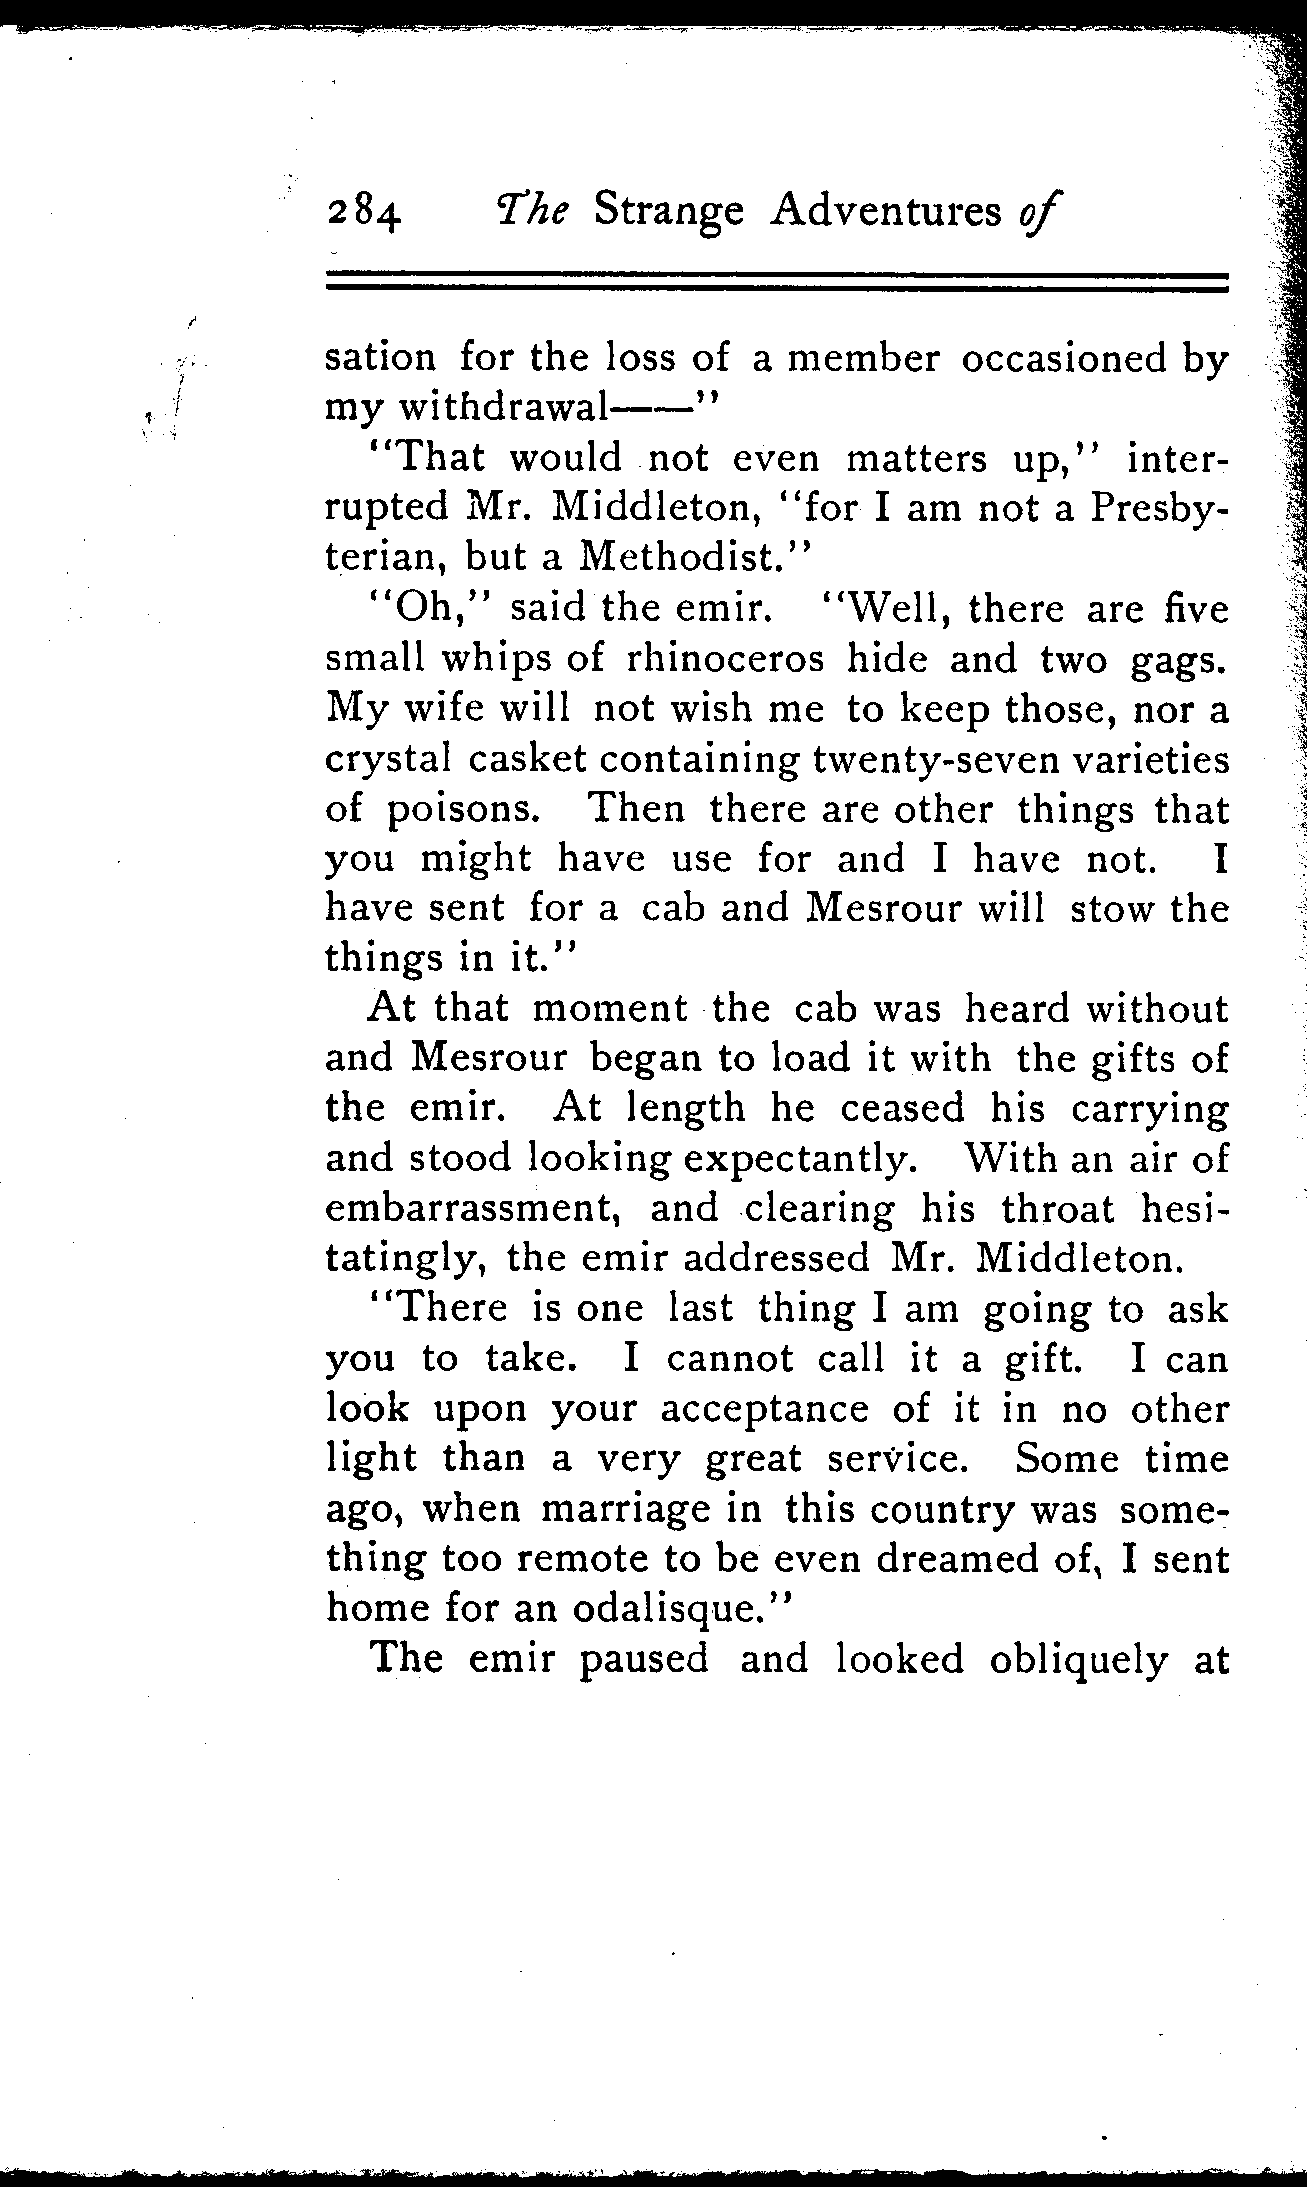 284 The Strange Adventures of
sation for the loss of a member occasioned by
my withdrawal——"
"That would not even matters up," inter-
rupted Mr. Middleton, "for I am not a Presby-
terian, but a Methodist."
"Oh," said the emir. "Well, there are five
small whips of rhinoceros hide and two gags.
My wife will not wish me to keep those, nor a
crystal casket containing twenty-seven varieties
of poisons. Then there are other things that
you might have use for and I have not. I
have sent for a cab and Mesrour will stow the
things in it."
At that moment the cab was heard without
and Mesrour began to load it with the gifts of
the emir. At length he ceased his carrying
and stood looking expectantly. With an air of
embarrassment, and clearing his throat hesi-
tatingly, the emir addressed Mr. Middleton.
"There is one last thing I am going to ask
you to take. I cannot call it a gift. I can
look upon your acceptance of it in no other
light than a very great service. Some time
ago, when marriage in this country was some-
thing too remote to be even dreamed of, I sent
home for an odalisque."
The emir paused and looked obliquely at